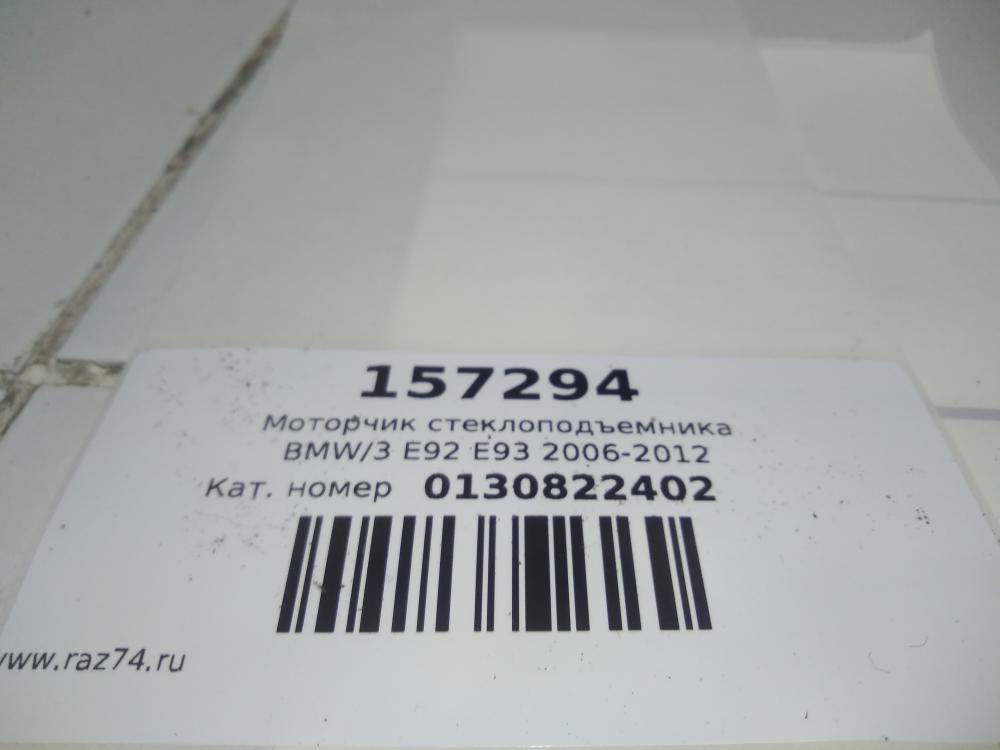 157294
Моторчик стеклоподъемника
BMW/3 E92 E93 2006-2012
Кат. номер 0130822402
www.raz74.ru